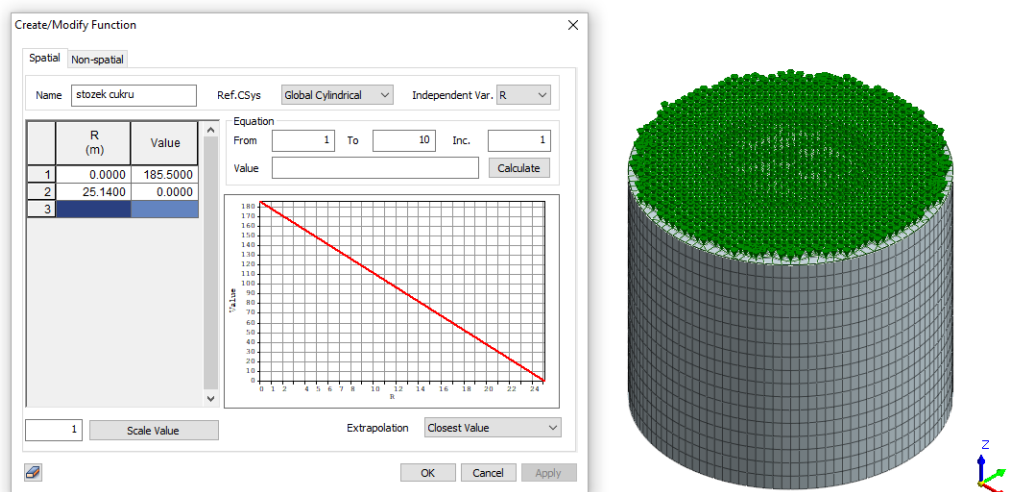 Create/Modify Function
Spatial Non-spatial
Name stozek cukru Ref.CSys Global Cylindrical Independent Var. R
R (m) Value
1 0.0000 185.5000
2 25.1400 0.0000
3
Equation
From 1 To 10 Inc. 1
Value Calculate
180
170
160
150
140
130
120
110
100
90
80
70
60
50
40
30
20
10
0
Value
0 1 2 4 5 6 7 8 10 12 14 16 18 20 22 24
R
1 Scale Value Extrapolation Closest Value
OK Cancel Apply
Z